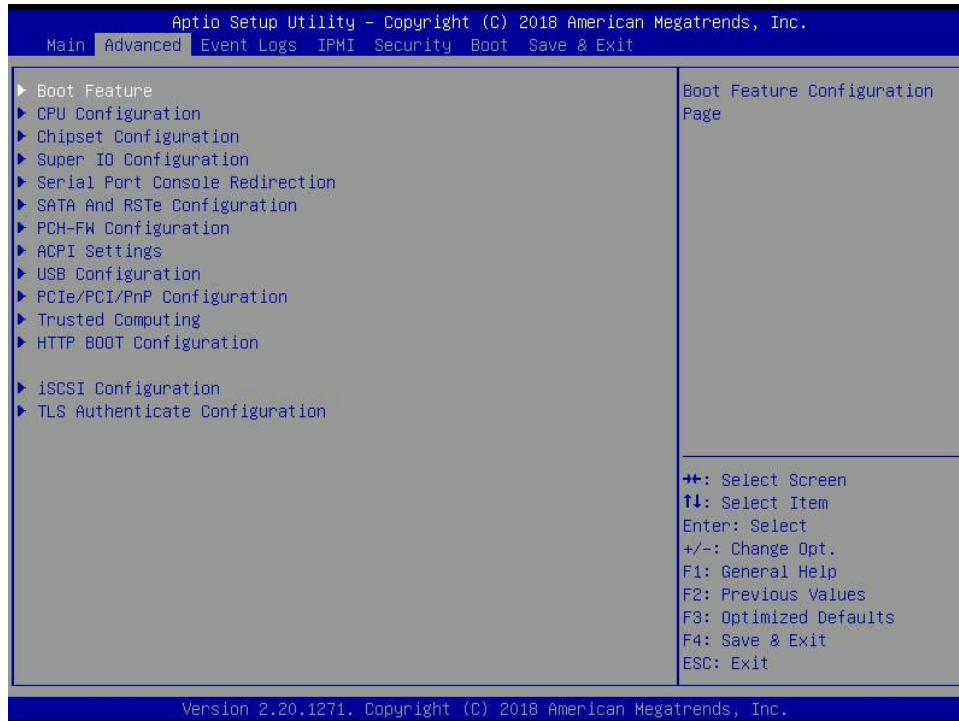 Aptio Setup Utility – Copyright (C) 2018 American Megatrends, Inc.
Main Advanced Event Logs IPMI Security Boot Save & Exit
▶ Boot Feature
▶ CPU Configuration
▶ Chipset Configuration
▶ Super IO Configuration
▶ Serial Port Console Redirection
▶ SATA And RSTe Configuration
▶ PCH-FW Configuration
▶ ACPI Settings
▶ USB Configuration
▶ PCIe/PCI/PnP Configuration
▶ Trusted Computing
▶ HTTP BOOT Configuration
▶ iSCSI Configuration
▶ TLS Authenticate Configuration
Boot Feature Configuration
Page
→←: Select Screen
↑↓: Select Item
Enter: Select
+/-: Change Opt.
F1: General Help
F2: Previous Values
F3: Optimized Defaults
F4: Save & Exit
ESC: Exit
Version 2.20.1271. Copyright (C) 2018 American Megatrends, Inc.